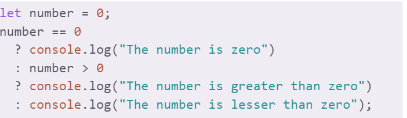 let number = 0;
number == 0
  ? console.log("The number is zero")
  : number > 0
  ? console.log("The number is greater than zero")
  : console.log("The number is lesser than zero");